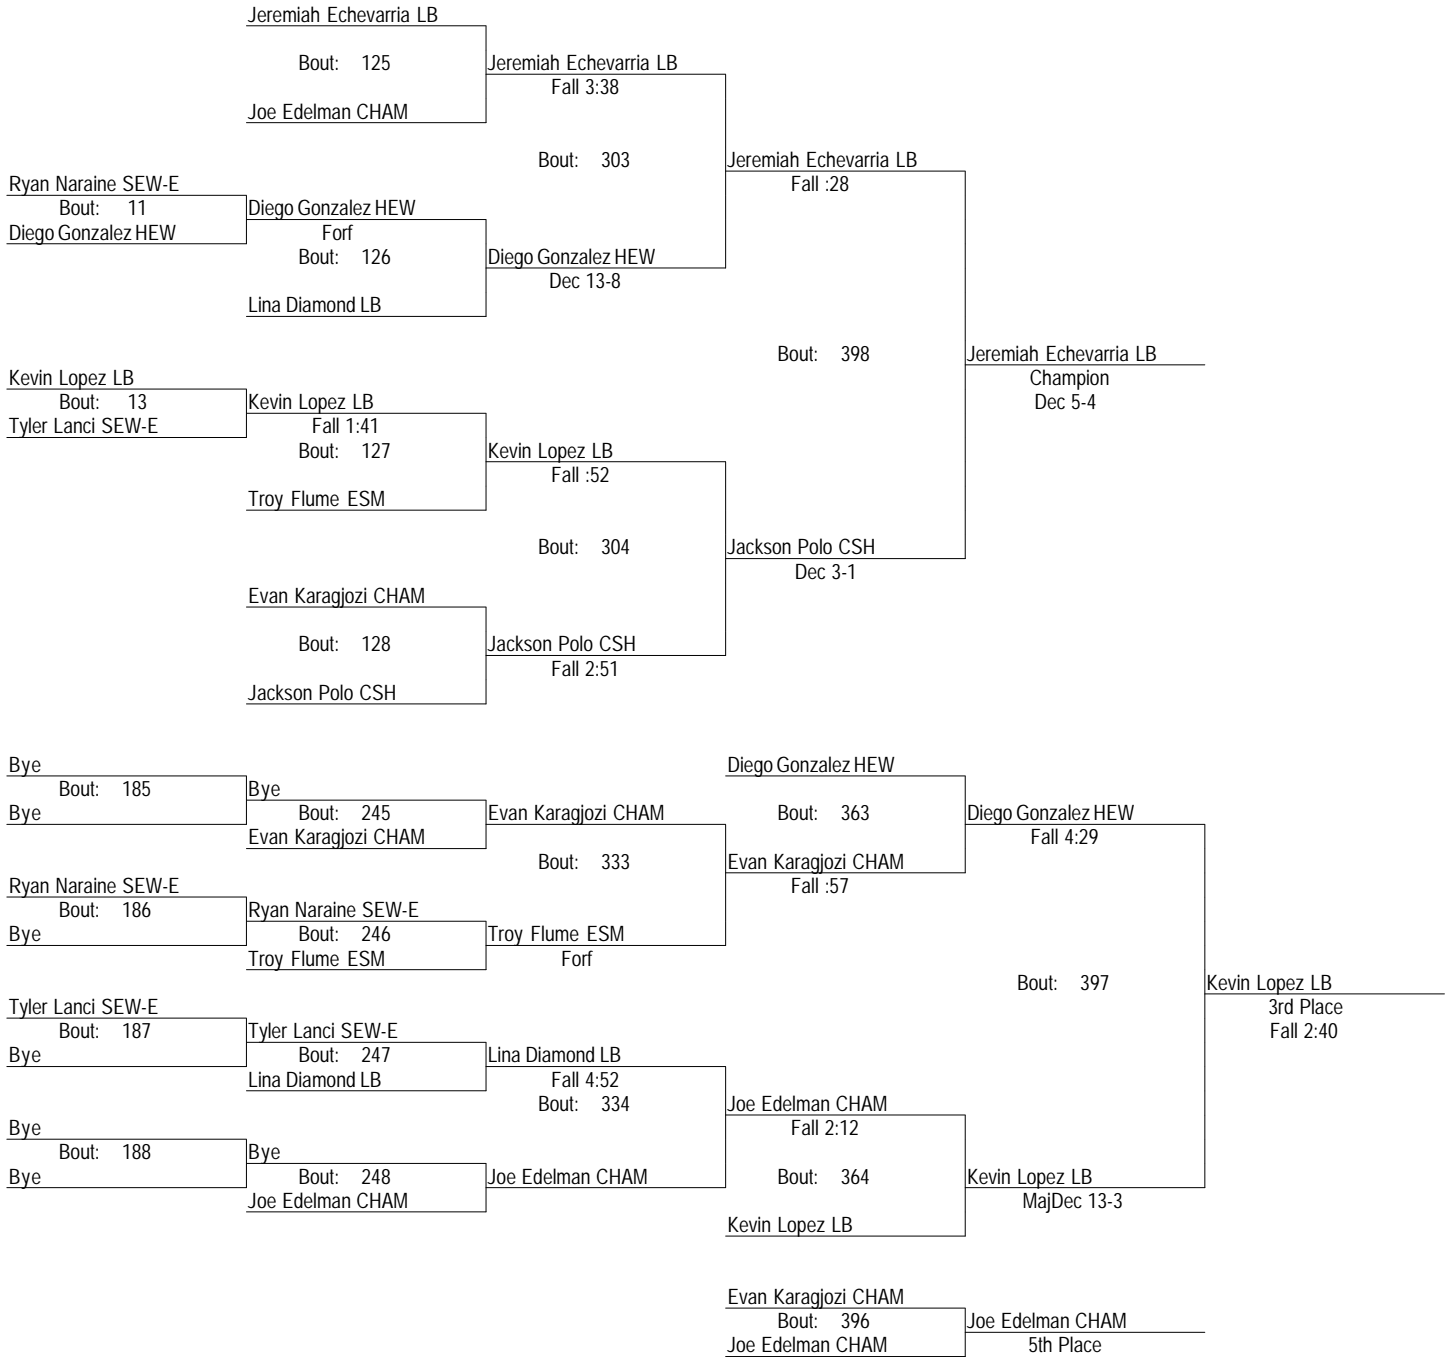 Jeremiah Echevarria LB
Bout: 125
Jeremiah Echevarria LB
Fall 3:38
Joe Edelman CHAM
Bout: 303
Jeremiah Echevarria LB
Fall :28
Ryan Naraine SEW-E
Bout: 11
Diego Gonzalez HEW
Diego Gonzalez HEW
Forf
Bout: 126
Diego Gonzalez HEW
Dec 13-8
Lina Diamond LB
Bout: 398
Jeremiah Echevarria LB
Champion
Dec 5-4
Kevin Lopez LB
Bout: 13
Tyler Lanci SEW-E
Kevin Lopez LB
Fall 1:41
Bout: 127
Kevin Lopez LB
Fall :52
Troy Flume ESM
Bout: 304
Jackson Polo CSH
Dec 3-1
Evan Karagjozi CHAM
Bout: 128
Jackson Polo CSH
Fall 2:51
Jackson Polo CSH
Bye
Bout: 185
Bye
Bye
Bout: 245
Evan Karagjozi CHAM
Evan Karagjozi CHAM
Bout: 333
Diego Gonzalez HEW
Bout: 363
Evan Karagjozi CHAM
Fall :57
Diego Gonzalez HEW
Fall 4:29
Ryan Naraine SEW-E
Bout: 186
Bye
Ryan Naraine SEW-E
Bout: 246
Troy Flume ESM
Troy Flume ESM
Forf
Bout: 397
Kevin Lopez LB
3rd Place
Fall 2:40
Tyler Lanci SEW-E
Bout: 187
Bye
Tyler Lanci SEW-E
Bout: 247
Lina Diamond LB
Lina Diamond LB
Fall 4:52
Bout: 334
Joe Edelman CHAM
Fall 2:12
Bout: 364
Kevin Lopez LB
Kevin Lopez LB
MajDec 13-3
Bye
Bout: 188
Bye
Bye
Bout: 248
Joe Edelman CHAM
Joe Edelman CHAM
Evan Karagjozi CHAM
Bout: 396
Joe Edelman CHAM
Joe Edelman CHAM
5th Place